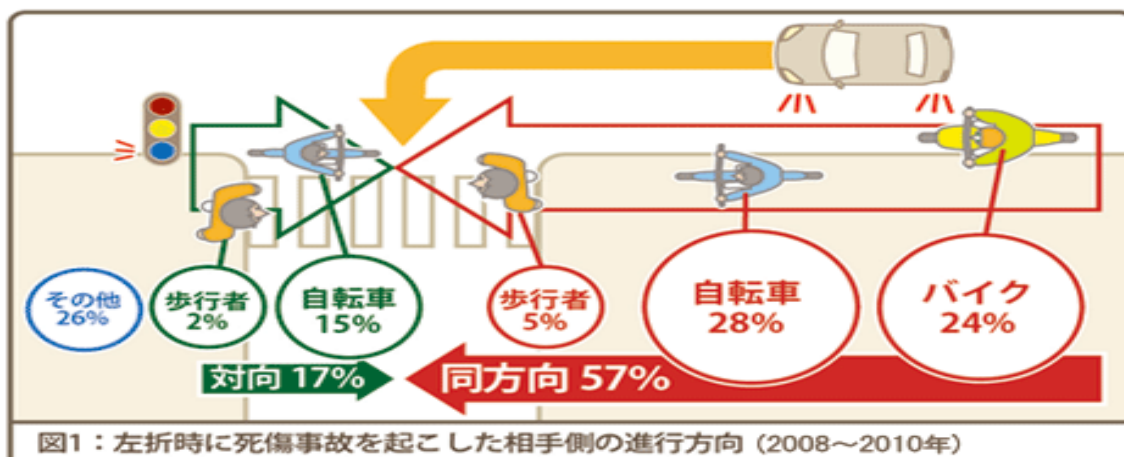 その他
26%
歩行者
2%
自転車
15%
歩行者
5%
自転車
28%
バイク
24%
対向 17%
同方向 57%
図1：左折時に死傷事故を起こした相手側の進行方向（2008～2010年）